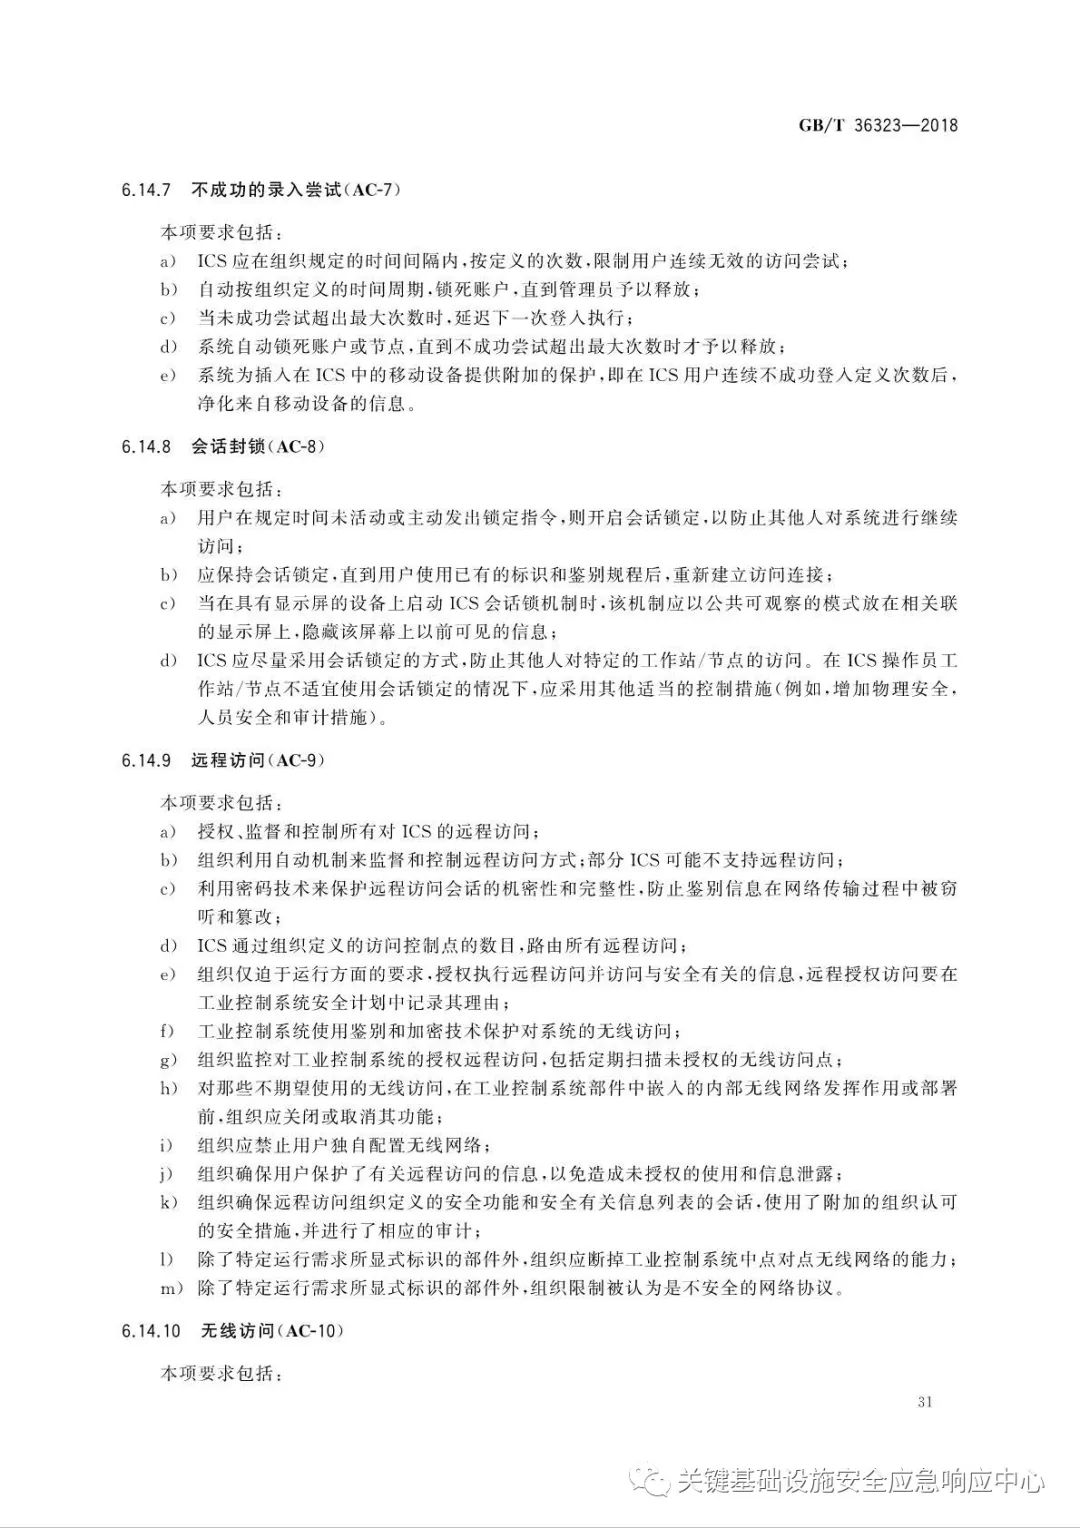 GB/T 36323—2018
6.14.7 不成功的录入尝试(AC-7)
本项要求包括:
a) ICS应在组织规定的时间间隔内,按定义的次数,限制用户连续无效的访问尝试;
b) 自动按组织定义的时间周期,锁死账户,直到管理员予以释放;
c) 当未成功尝试超出最大次数时,延迟下一次登入执行;
d) 系统自动锁死账户或节点,直到不成功尝试超出最大次数时才予以释放;
e) 系统为插入在ICS中的移动设备提供附加的保护,即在ICS用户连续不成功登入定义次数后,
净化来自移动设备的信息。
6.14.8 会话封锁(AC-8)
本项要求包括:
a) 用户在规定时间未活动或主动发出锁定指令,则开启会话锁定,以防止其他人对系统进行继续
访问;
b) 应保持会话锁定,直到用户使用已有的标识和鉴别规程后,重新建立访问连接;
c) 当在具有显示屏的设备上启动ICS会话锁机制时,该机制应以公共可观察的模式放在相关联
的显示屏上,隐藏该屏幕上以前可见的信息;
d) ICS应尽量采用会话锁定的方式,防止其他人对特定的工作站/节点的访问。在ICS操作员工
作站/节点不适宜使用会话锁定的情况下,应采用其他适当的控制措施(例如,增加物理安全,
人员安全和审计措施)。
6.14.9 远程访问(AC-9)
本项要求包括:
a) 授权、监督和控制所有对ICS的远程访问;
b) 组织利用自动机制来监督和控制远程访问方式;部分ICS可能不支持远程访问;
c) 利用密码技术来保护远程访问会话的机密性和完整性,防止鉴别信息在网络传输过程中被窃
听和篡改;
d) ICS通过组织定义的访问控制点的数目,路由所有远程访问;
e) 组织仅迫于运行方面的要求,授权执行远程访问并访问与安全有关的信息,远程授权访问要在
工业控制系统安全计划中记录其理由;
f) 工业控制系统使用鉴别和加密技术保护对系统的无线访问;
g) 组织监控对工业控制系统的授权远程访问,包括定期扫描未授权的无线访问点;
h) 对那些不期望使用的无线访问,在工业控制系统部件中嵌入的内部无线网络发挥作用或部署
前,组织应关闭或取消其功能;
i) 组织应禁止用户独自配置无线网络;
j) 组织确保用户保护了有关远程访问的信息,以免造成未授权的使用和信息泄露;
k) 组织确保远程访问组织定义的安全功能和安全有关信息列表的会话,使用了附加的组织认可
的安全措施,并进行了相应的审计;
l) 除了特定运行需求所显式标识的部件外,组织应断掉工业控制系统中点对点无线网络的能力;
m) 除了特定运行需求所显式标识的部件外,组织限制被认为是不安全的网络协议。
6.14.10 无线访问(AC-10)
本项要求包括:
31
关键基础设施安全应急响应中心